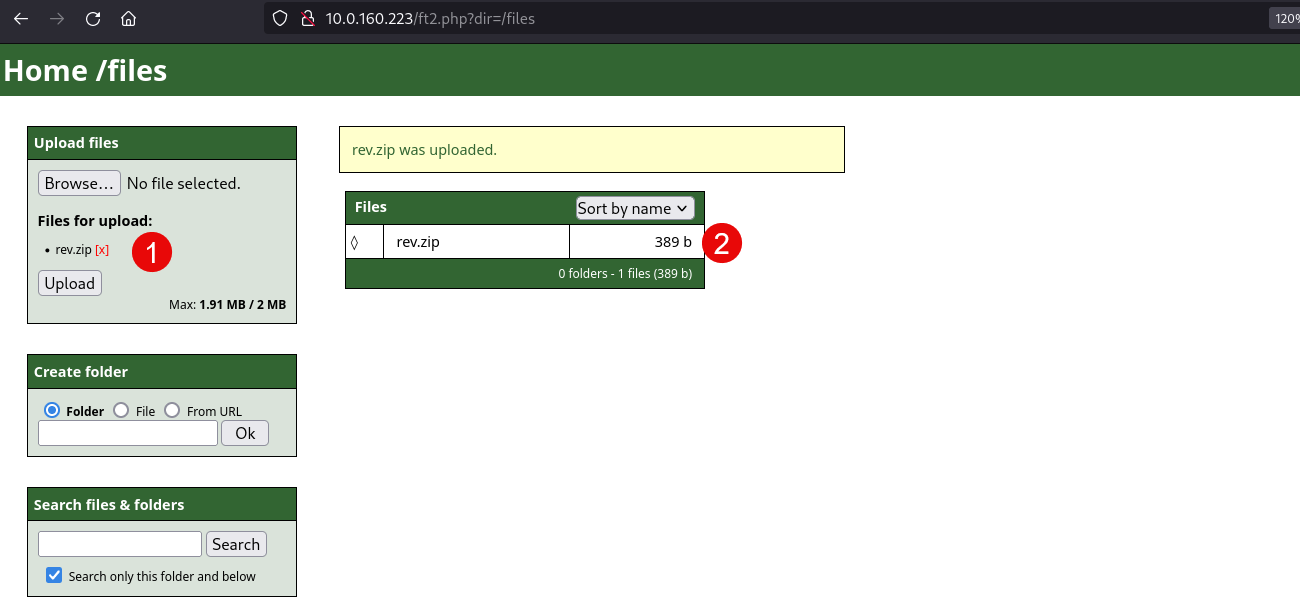 10.0.160.223/ft2.php?dir=/files
120%
Home /files
Upload files
Browse... No file selected.
Files for upload:
• rev.zip [x]
1
Upload
Max: 1.91 MB / 2 MB
rev.zip was uploaded.
Files Sort by name
◊ rev.zip 389 b
2
0 folders - 1 files (389 b)
Create folder
Folder File From URL
Ok
Search files & folders
Search
Search only this folder and below